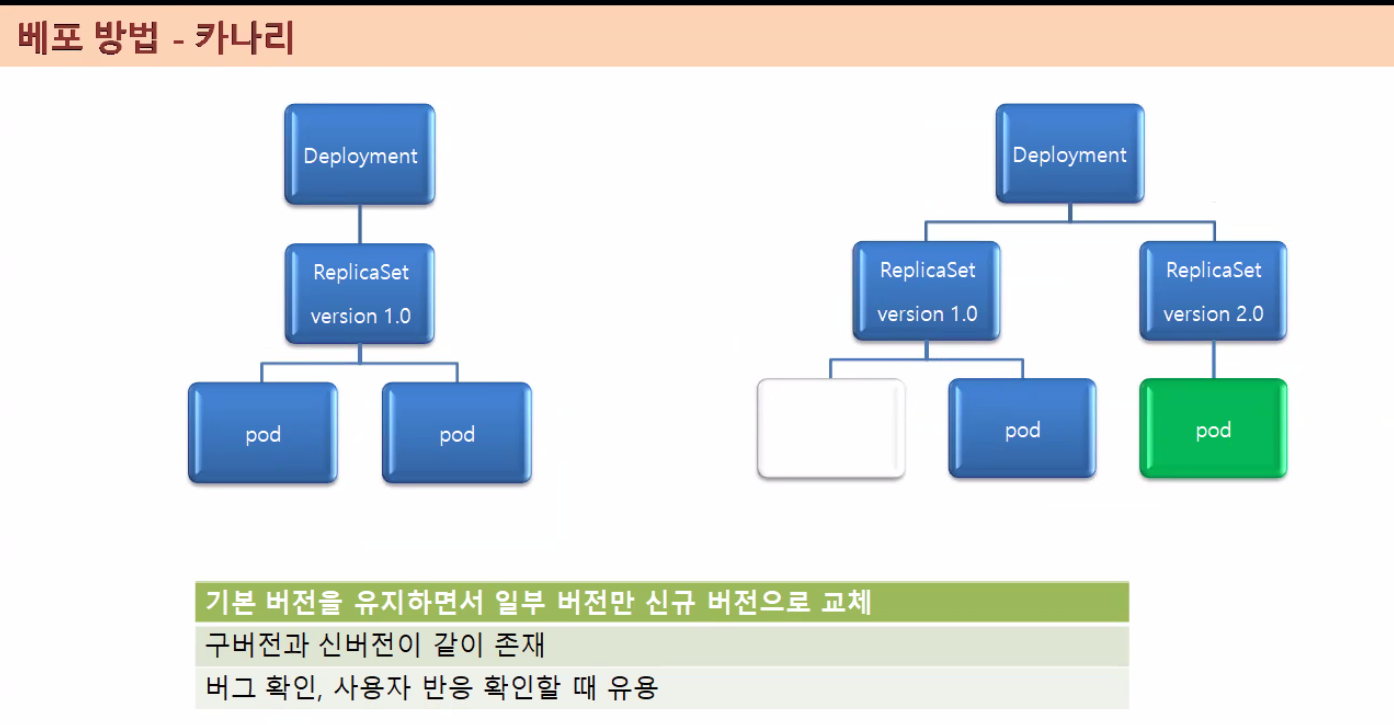 베포 방법 - 카나리
Deployment
ReplicaSet
version 1.0
pod
pod
Deployment
ReplicaSet
version 1.0
ReplicaSet
version 2.0
pod
pod
기본 버전을 유지하면서 일부 버전만 신규 버전으로 교체
구버전과 신버전이 같이 존재
버그 확인, 사용자 반응 확인할 때 유용